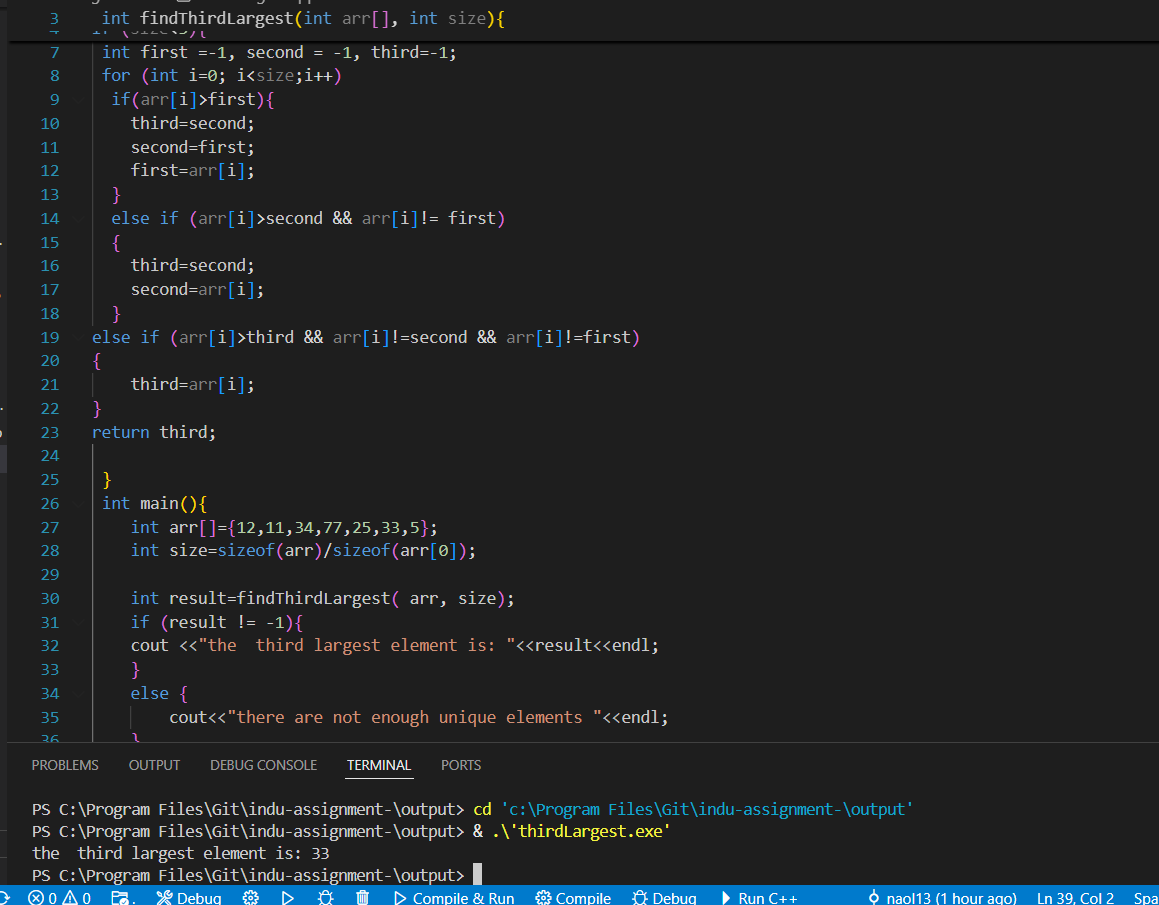 3 int findThirdLargest(int arr[], int size){
7 int first =-1, second = -1, third=-1;
8 for (int i=0; i<size;i++)
9 if(arr[i]>first){
10 third=second;
11 second=first;
12 first=arr[i];
13 }
14 else if (arr[i]>second && arr[i]!= first)
15 {
16 third=second;
17 second=arr[i];
18 }
19 else if (arr[i]>third && arr[i]!=second && arr[i]!=first)
20 {
21 third=arr[i];
22 }
23 return third;
24
25 }
26 int main(){
27 int arr[]={12,11,34,77,25,33,5};
28 int size=sizeof(arr)/sizeof(arr[0]);
29
30 int result=findThirdLargest( arr, size);
31 if (result != -1){
32 cout <<"the  third largest element is: "<<result<<endl;
33 }
34 else {
35 cout<<"there are not enough unique elements "<<endl;
36 }
PROBLEMS OUTPUT DEBUG CONSOLE TERMINAL PORTS
PS C:\Program Files\Git\indu-assignment-\output> cd 'c:\Program Files\Git\indu-assignment-\output'
PS C:\Program Files\Git\indu-assignment-\output> & .\'thirdLargest.exe'
the  third largest element is: 33
PS C:\Program Files\Git\indu-assignment-\output>
0 0 Debug Compile & Run Compile Debug Run C++ naol13 (1 hour ago) Ln 39, Col 2 Spa